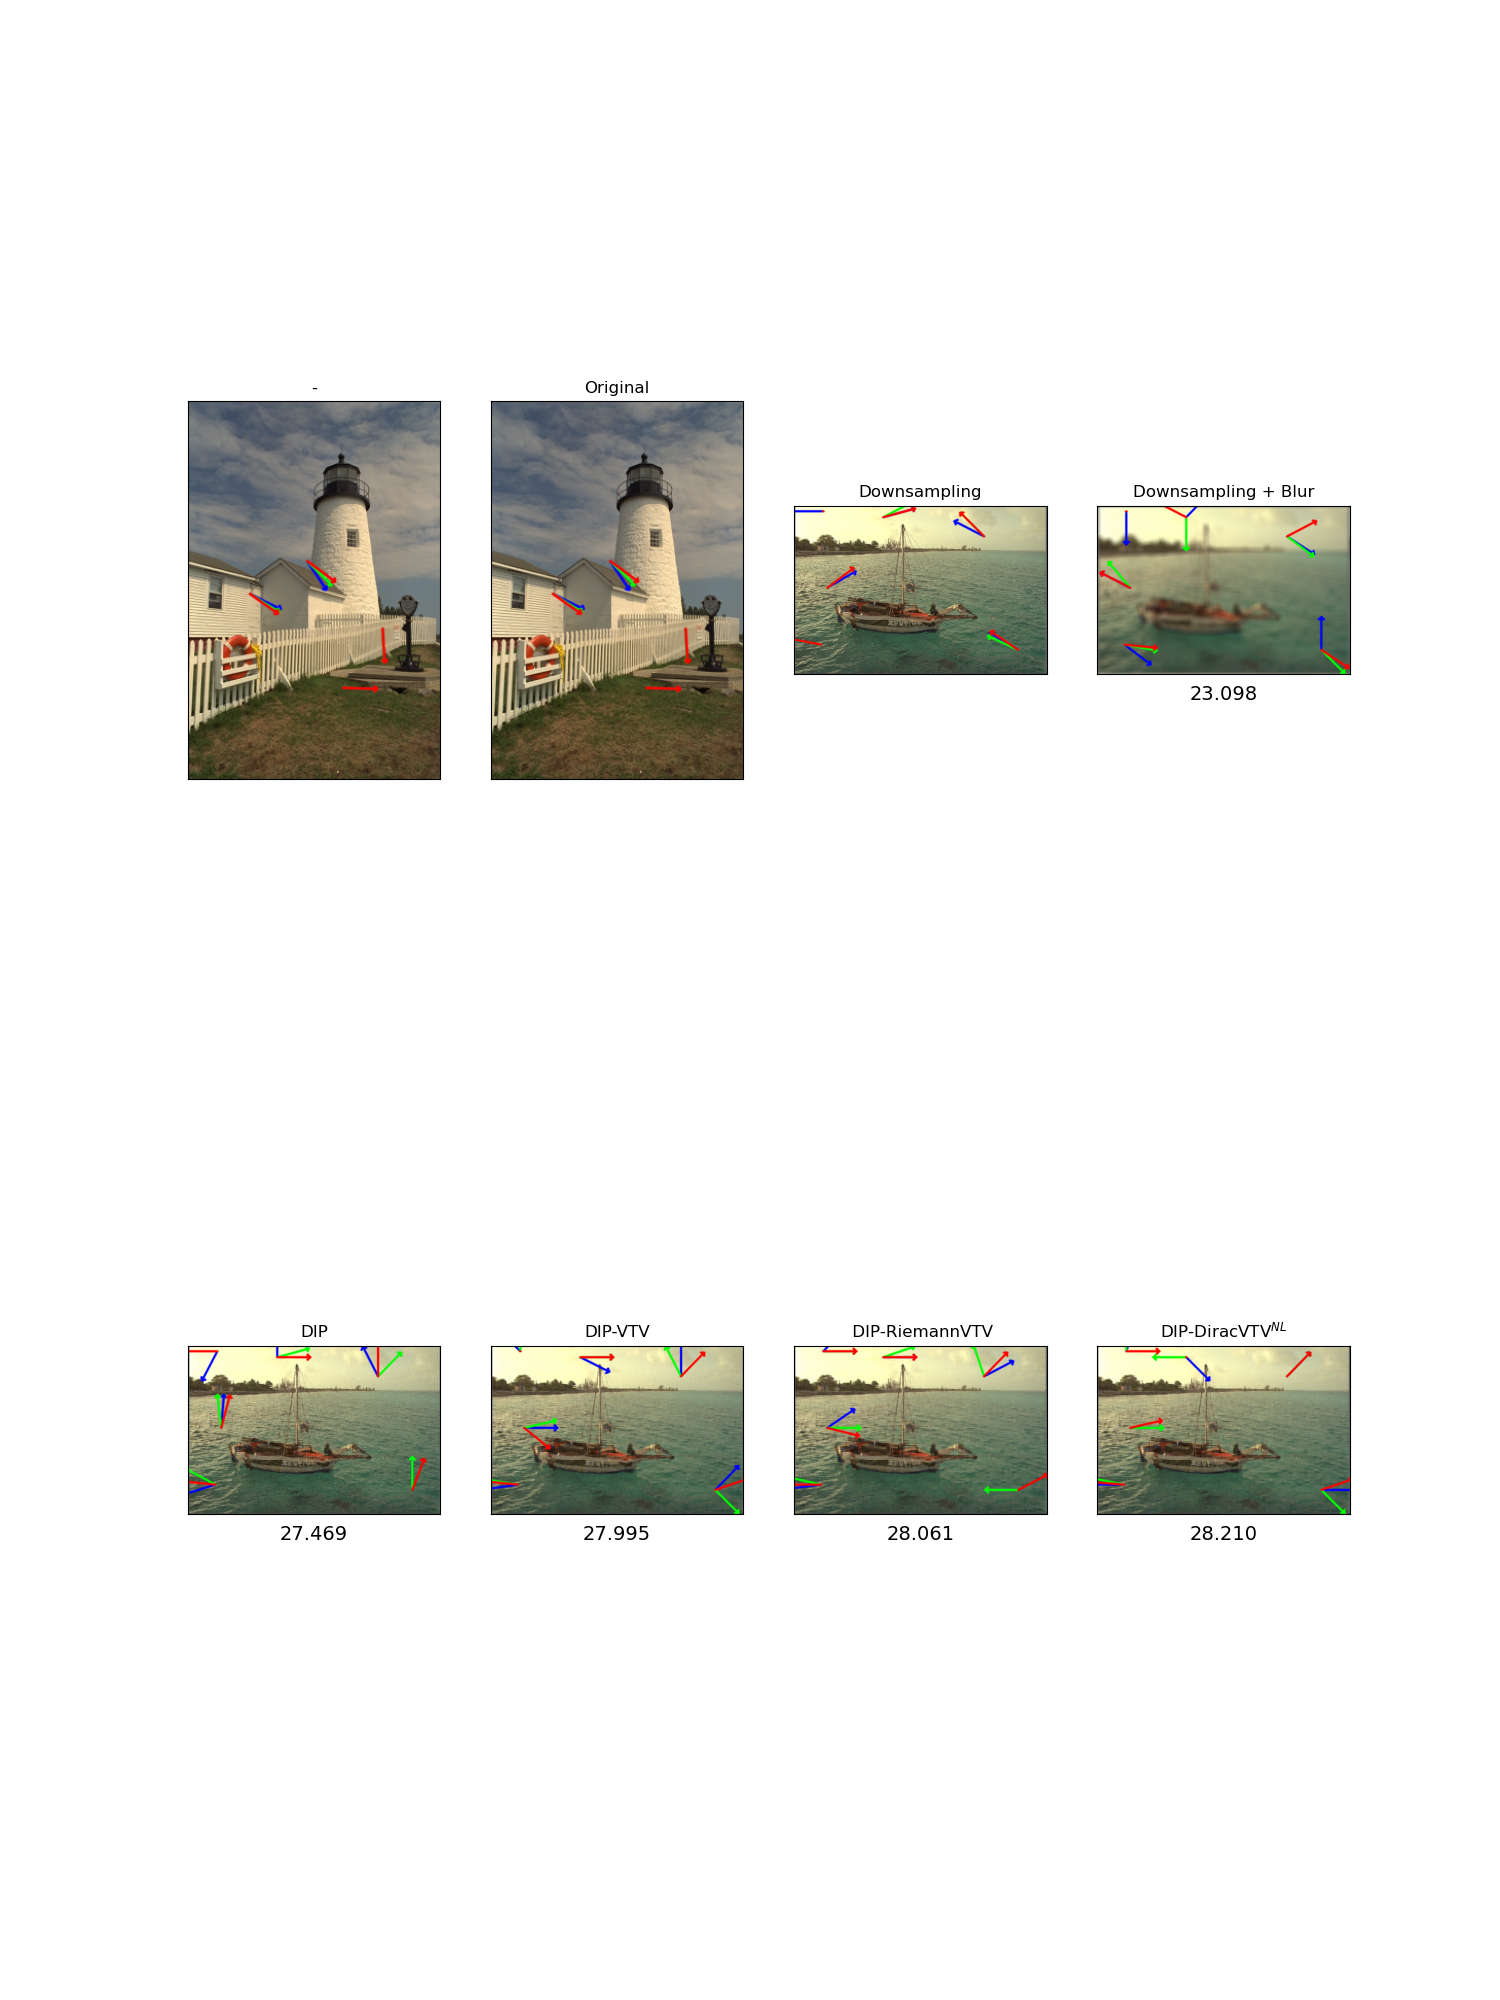 -
Original
Downsampling
Downsampling + Blur
23.098
DIP
DIP-VTV
DIP-RiemannVTV
DIP-DiracVTV^NL
27.469
27.995
28.061
28.210